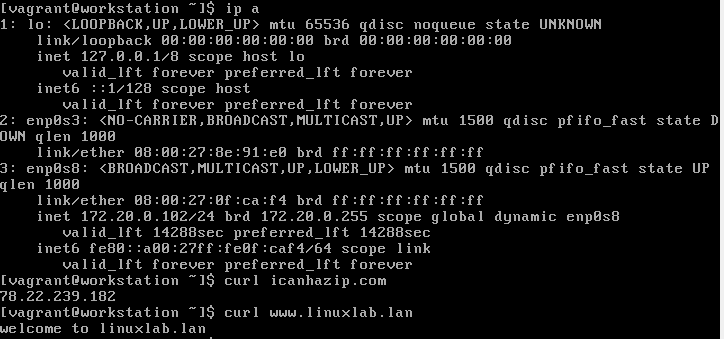 [vagrant@workstation ~]$ ip a
1: lo: <LOOPBACK,UP,LOWER_UP> mtu 65536 qdisc noqueue state UNKNOWN
    link/loopback 00:00:00:00:00:00 brd 00:00:00:00:00:00
    inet 127.0.0.1/8 scope host lo
       valid_lft forever preferred_lft forever
    inet6 ::1/128 scope host
       valid_lft forever preferred_lft forever
2: enp0s3: <NO-CARRIER,BROADCAST,MULTICAST,UP> mtu 1500 qdisc pfifo_fast state D
OWN qlen 1000
    link/ether 08:00:27:8e:91:e0 brd ff:ff:ff:ff:ff:ff
3: enp0s8: <BROADCAST,MULTICAST,UP,LOWER_UP> mtu 1500 qdisc pfifo_fast state UP
qlen 1000
    link/ether 08:00:27:0f:ca:f4 brd ff:ff:ff:ff:ff:ff
    inet 172.20.0.102/24 brd 172.20.0.255 scope global dynamic enp0s8
       valid_lft 14288sec preferred_lft 14288sec
    inet6 fe80::a00:27ff:fe0f:caf4/64 scope link
       valid_lft forever preferred_lft forever
[vagrant@workstation ~]$ curl icanhazip.com
78.22.239.182
[vagrant@workstation ~]$ curl www.linuxlab.lan
welcome to linuxlab.lan